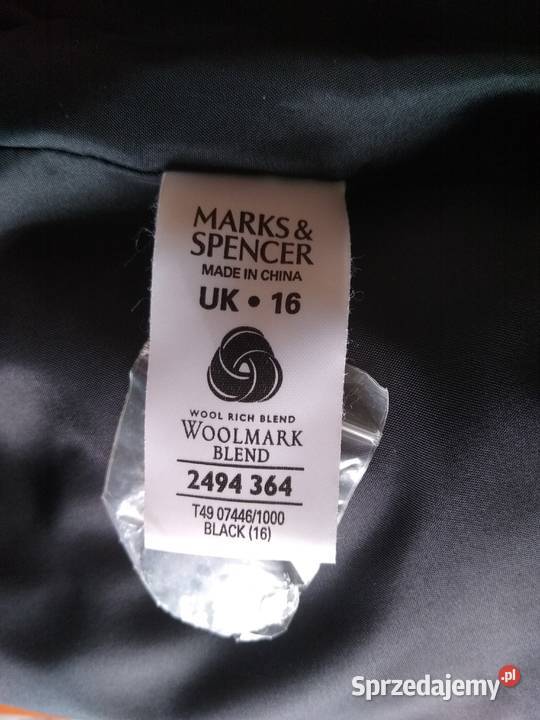 MARKS &
SPENCER
MADE IN CHINA
UK • 16
WOOL RICH BLEND
WOOLMARK
BLEND
2494 364
T49 07446/1000
BLACK (16)
Sprzedajemy.pl